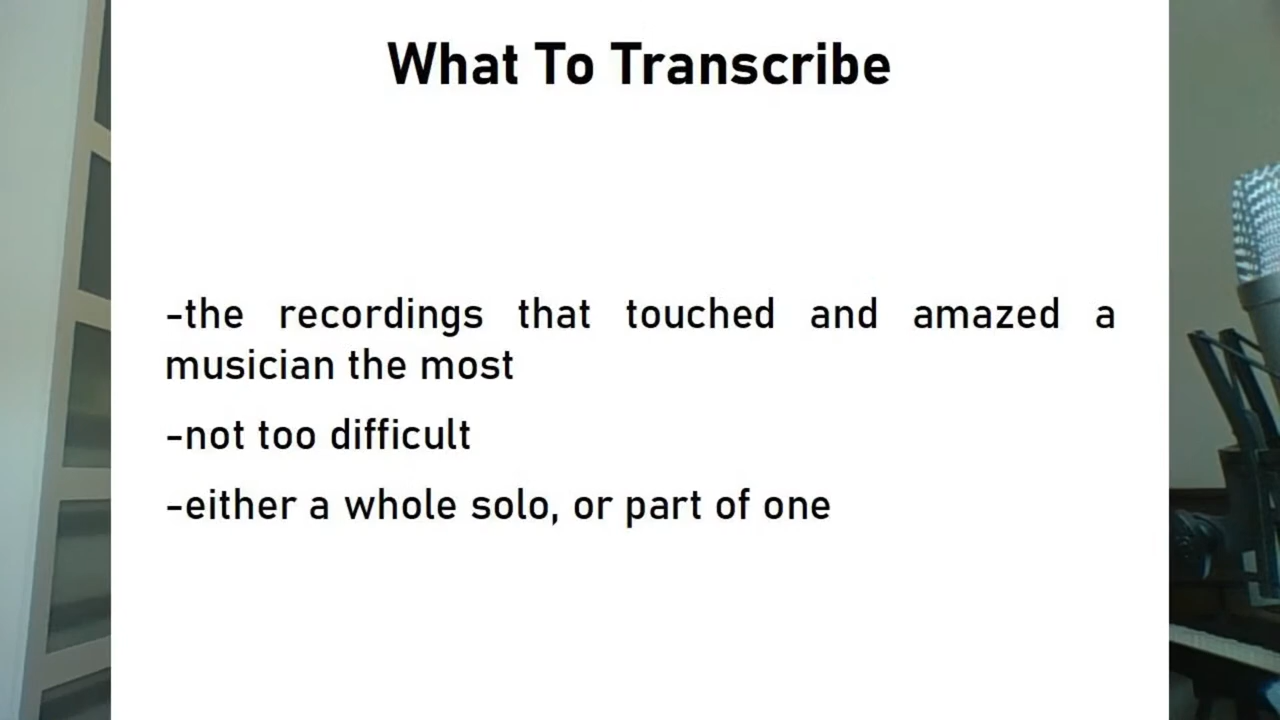 What To Transcribe
-the recordings that touched and amazed a
musician the most
-not too difficult
-either a whole solo, or part of one